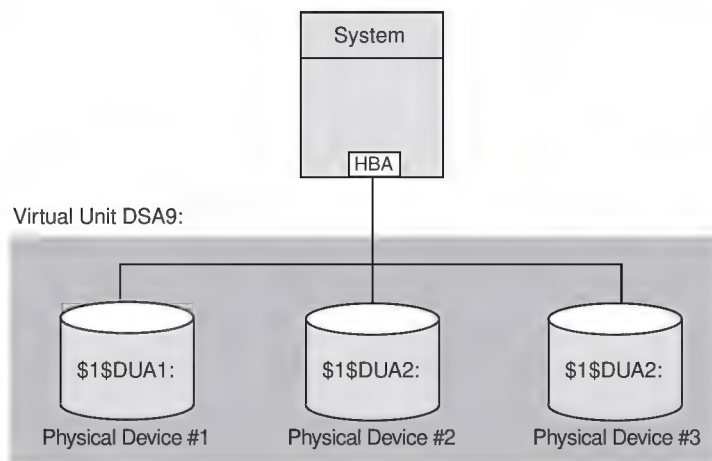 System
HBA
Virtual Unit DSA9:
$1$DUA1:
$1$DUA2:
$1$DUA2:
Physical Device #1
Physical Device #2
Physical Device #3